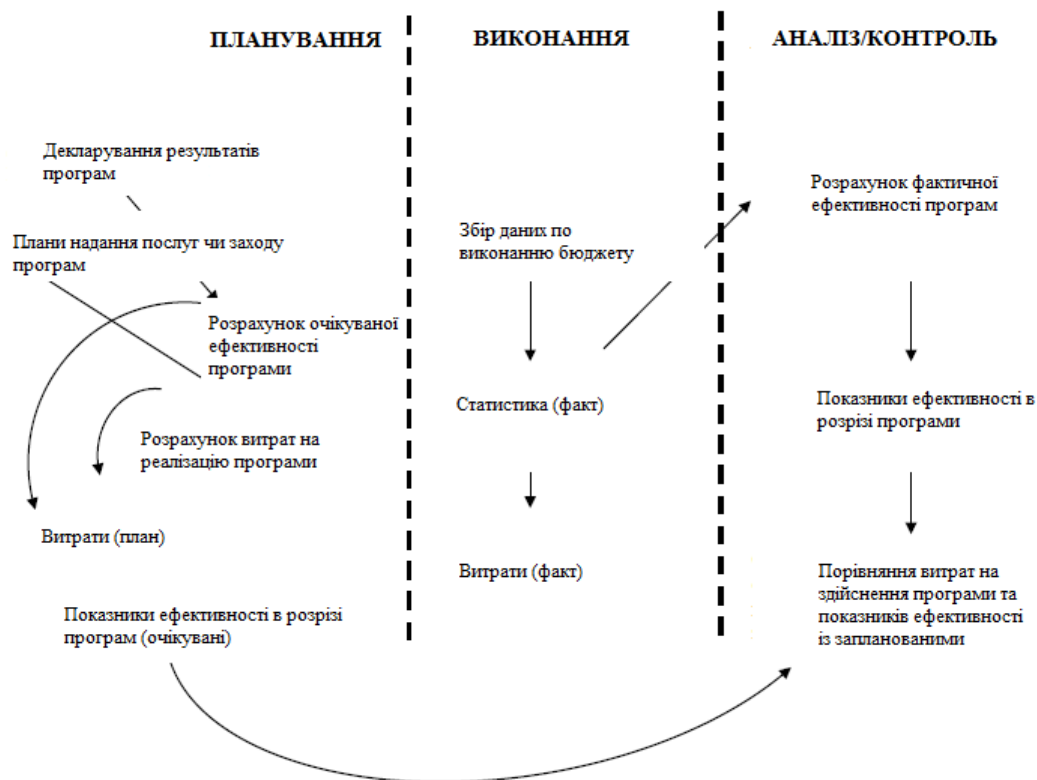 ПЛАНУВАННЯ
ВИКОНАННЯ
АНАЛІЗ/КОНТРОЛЬ
Декларування результатів
програм
Плани надання послуг чи заходу
програм
Розрахунок очікуваної
ефективності
програми
Розрахунок витрат на
реалізацію програми
Витрати (план)
Показники ефективності в розрізі
програм (очікувані)
Збір даних по
виконанню бюджету
Статистика (факт)
Витрати (факт)
Розрахунок фактичної
ефективності програм
Показники ефективності в
розрізі програми
Порівняння витрат на
здійснення програми та
показників ефективності
із запланованими